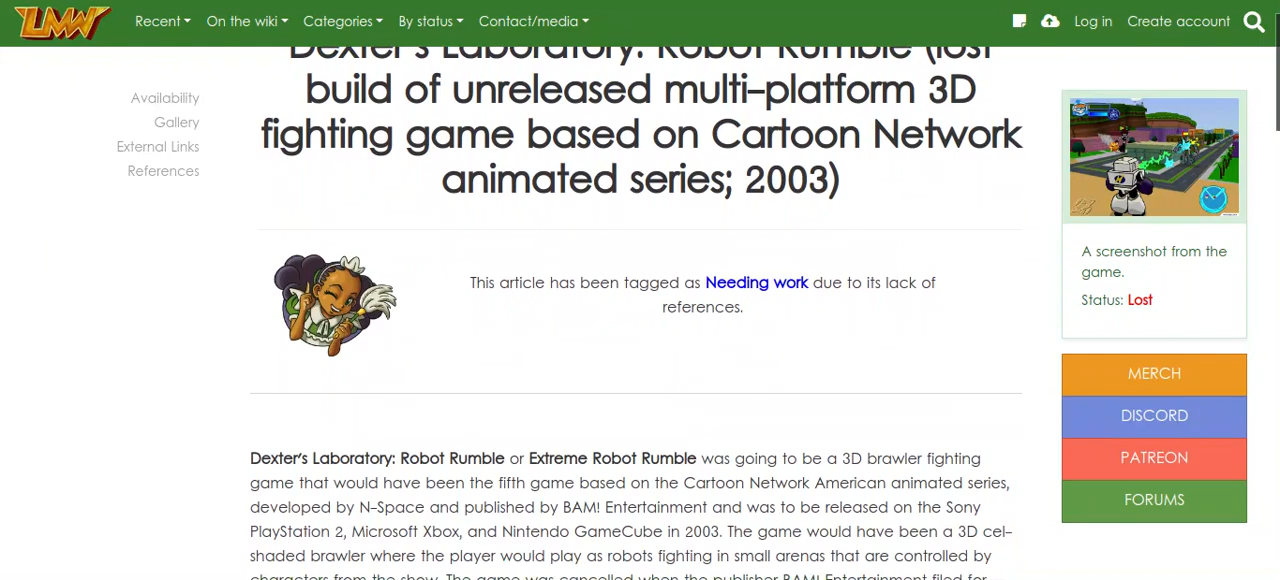 LMW
Recent On the wiki Categories By status Contact/media Log in Create account
Dexter's Laboratory: Robot Rumble (lost
build of unreleased multi-platform 3D
fighting game based on Cartoon Network
animated series; 2003)
Availability
Gallery
External Links
References
This article has been tagged as Needing work due to its lack of
references.
Dexter's Laboratory: Robot Rumble or Extreme Robot Rumble was going to be a 3D brawler fighting
game that would have been the fifth game based on the Cartoon Network American animated series,
developed by N-Space and published by BAM! Entertainment and was to be released on the Sony
PlayStation 2, Microsoft Xbox, and Nintendo GameCube in 2003. The game would have been a 3D cel-
shaded brawler where the player would play as robots fighting in small arenas that are controlled by
characters from the show. The game was cancelled when the publisher BAM! Entertainment filed for
A screenshot from the
game.
Status: Lost
MERCH
DISCORD
PATREON
FORUMS